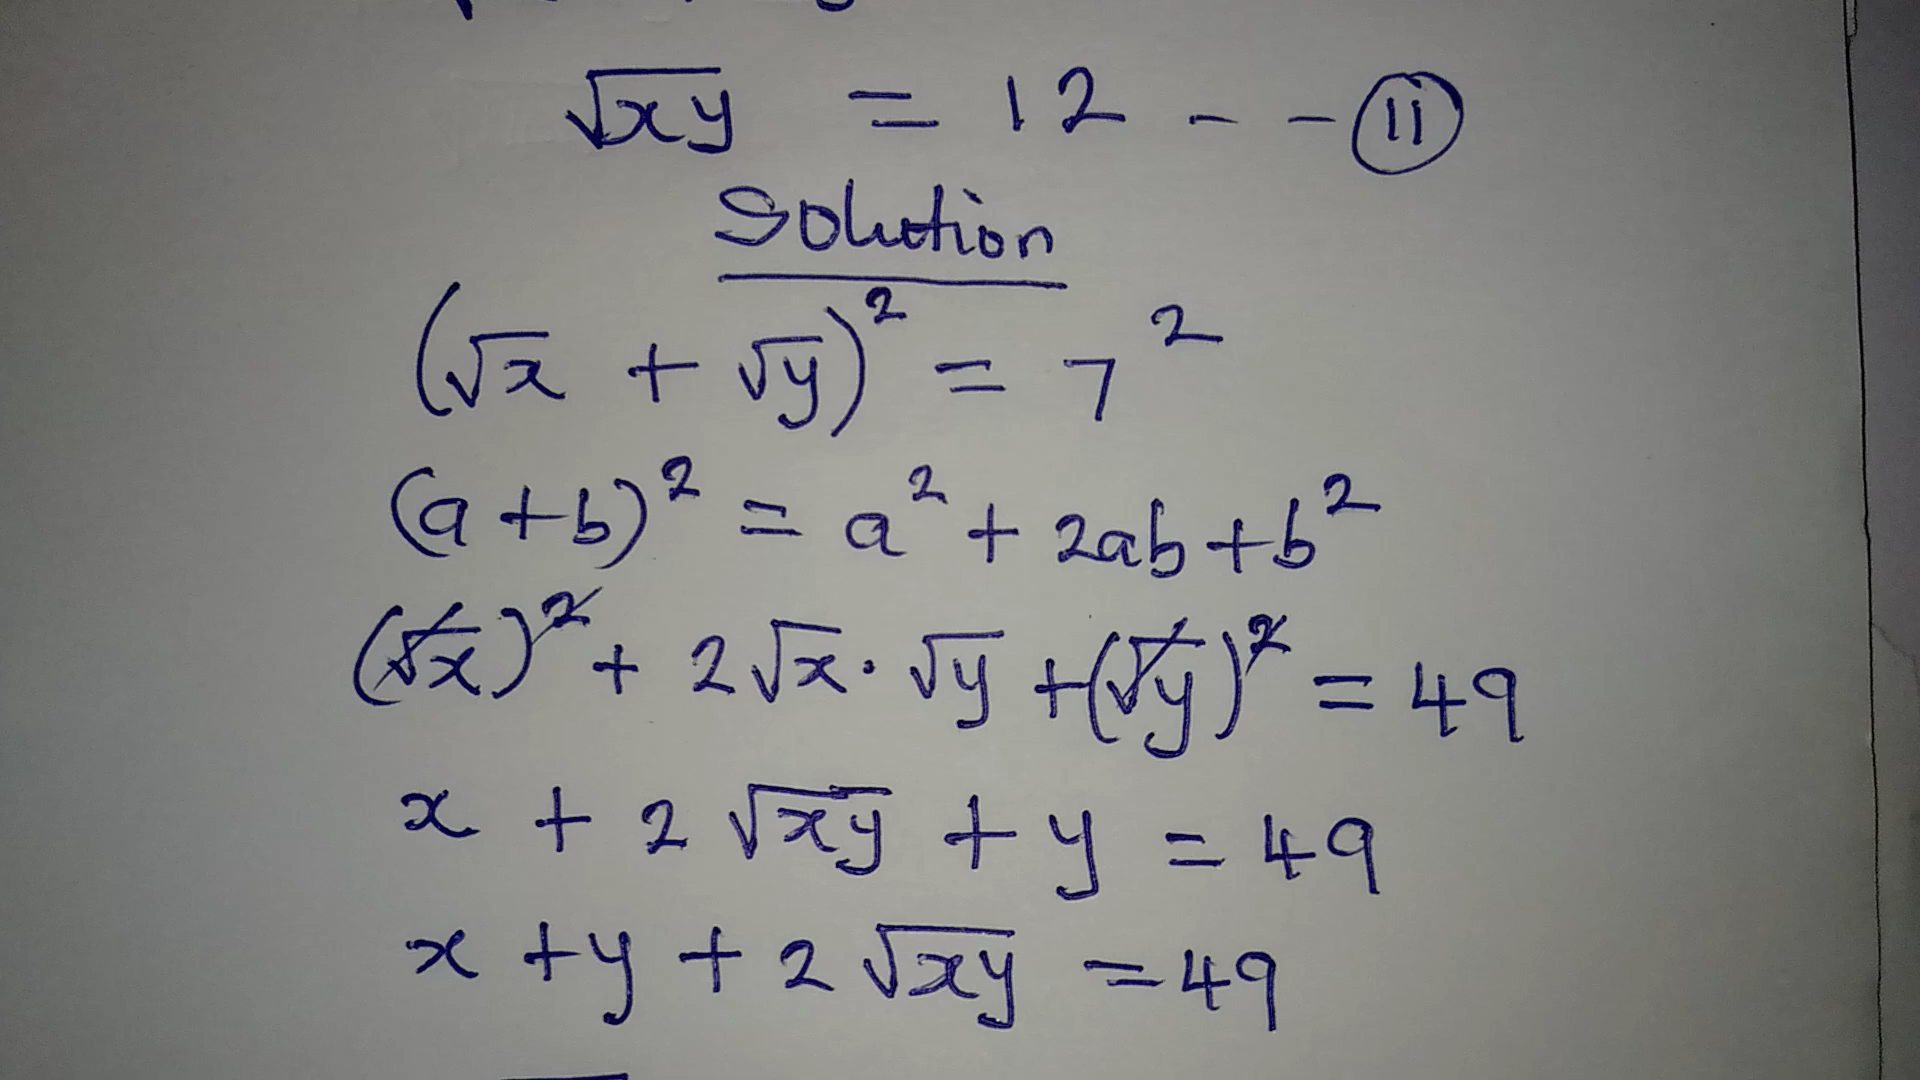 √xy = 12 - - (II)
Solution
(√x + √y)² = 7²
(a+b)² = a² + 2ab + b²
(√x)² + 2√x · √y + (√y)² = 49
x + 2√xy + y = 49
x + y + 2√xy = 49